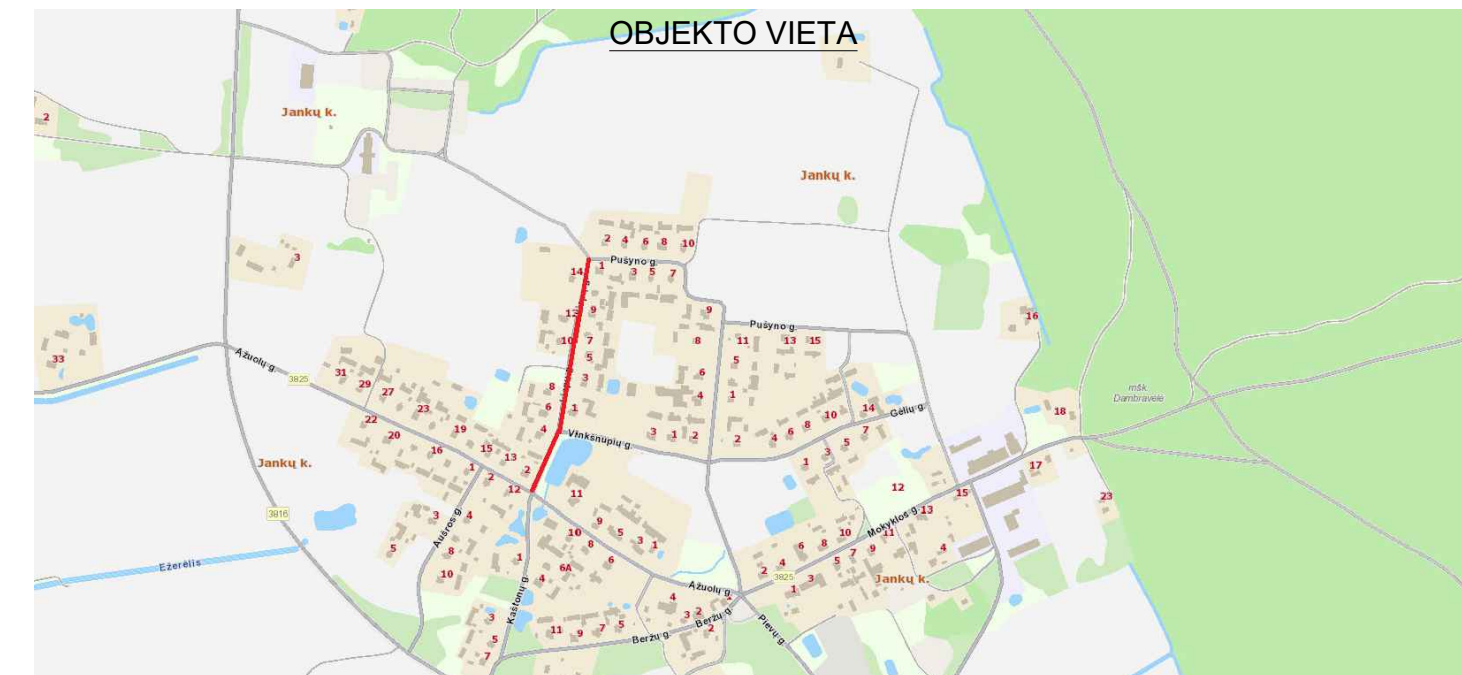 OBJEKTO VIETA
Jankų k.
2
Jankų k.
2 4 6 8 10
Pušyno g.
14 1 3 5 7
3
16
12 9 9
Pušyno g.
10 7 8 11 13 15
33
Ąžuolų g.
5 5
31
3825
29 8 3 6
27 4 1
23 6 1 10 14
Gėlių g.
18
22 19 4
Vinkšnupių g.
3 1 2 2 4 6 8 7
20 16 15 13 3 5
mšk.
Dambravėlė
Jankų k.
1 2 2 1 17
12 11 12 15 23
3816
3 4 9 5 3 1
Mokyklos g.
13
Aušros g.
5 8 10 8 6 8 10 11
Ežerėlis
10 1 6A 6 2 4 5 7 9 4
4
3825
Jankų k.
Ąžuolų g.
1 3
Kaštonų g.
3 4 3 2 1
5 11 9 7 5 2
Beržų g.
Beržų g.
Pievų g.
7